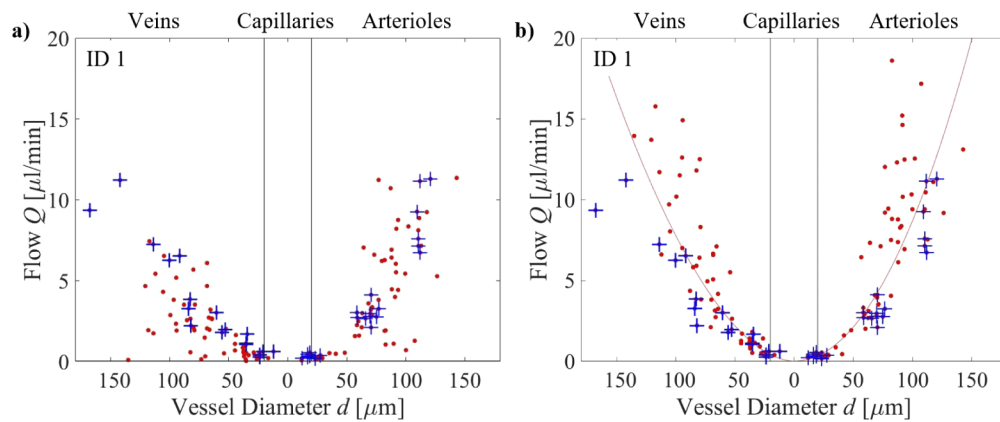 Veins Capillaries Arterioles
a)
ID 1
Flow Q [μl/min]
20
15
10
5
0
150 100 50 0 50 100 150
Vessel Diameter d [μm]
Veins Capillaries Arterioles
b)
ID 1
Flow Q [μl/min]
20
15
10
5
0
150 100 50 0 50 100 150
Vessel Diameter d [μm]